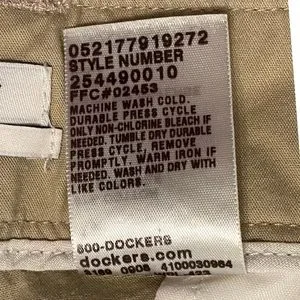 052177919272
STYLE NUMBER
254490010
FFC#02453
MACHINE WASH COLD.
DURABLE PRESS CYCLE
ONLY NON-CHLORINE BLEACH IF
NEEDED. TUMBLE DRY DURABLE
PRESS CYCLE, REMOVE
PROMPTLY. WARM IRON IF
NEEDED. WASH AND DRY WITH
LIKE COLORS.
800-DOCKERS
dockers.com
0908 4100030984